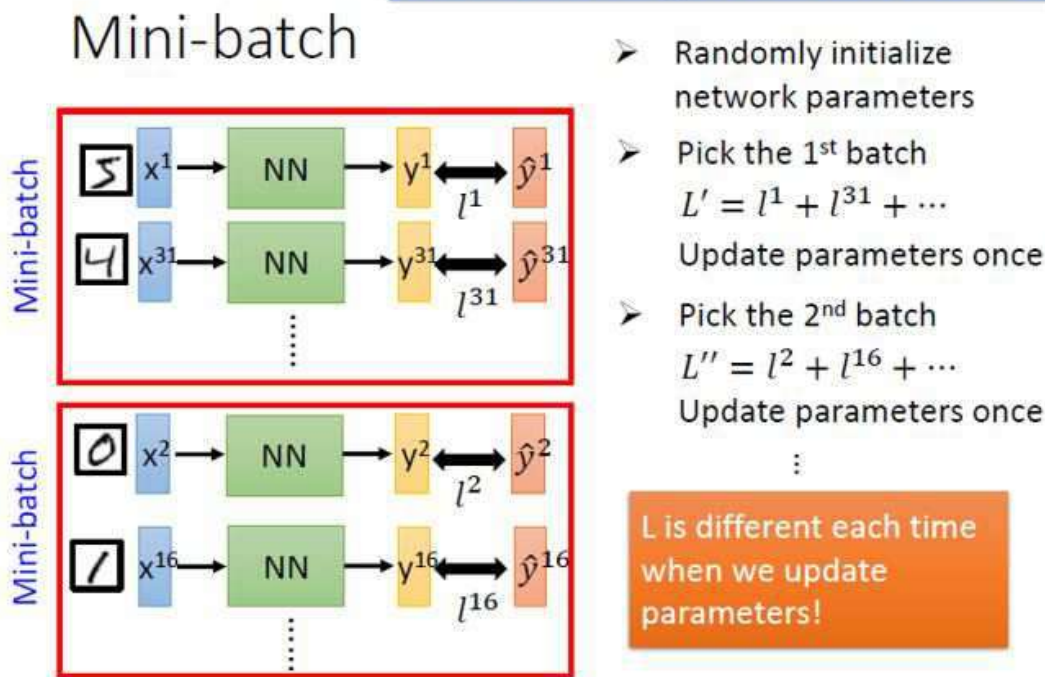 Mini-batch
Mini-batch
5 x¹ NN y¹ l¹ ŷ¹
4 x³¹ NN y³¹ l³¹ ŷ³¹
......
Mini-batch
0 x² NN y² l² ŷ²
1 x¹⁶ NN y¹⁶ l¹⁶ ŷ¹⁶
......
➢ Randomly initialize
network parameters
➢ Pick the 1ˢᵗ batch
L′ = l¹ + l³¹ + ⋯
Update parameters once
➢ Pick the 2ⁿᵈ batch
L′′ = l² + l¹⁶ + ⋯
Update parameters once
⋮
L is different each time
when we update
parameters!